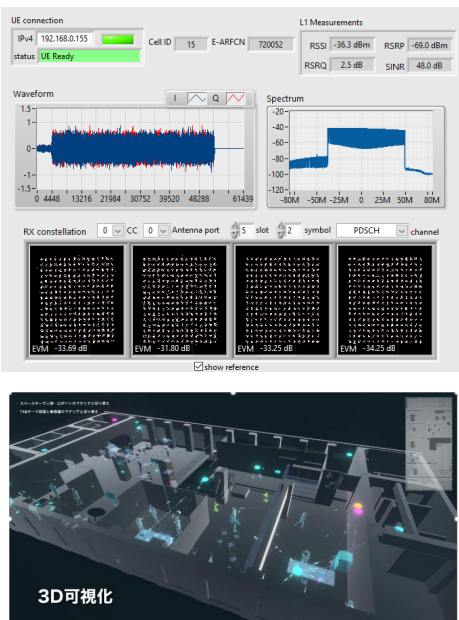 UE connection
IPv4 192.168.0.155
status UE Ready
Cell ID 15 E-ARFCN 720052
L1 Measurements
RSSI -36.3 dBm RSRP -69.0 dBm
RSRQ 2.5 dB SINR 48.0 dB
Waveform I Q
1.5-
1-
0-
-1-
-1.5-
0 4448 13216 21984 30752 39520 48288 61439
Spectrum
-20-
-40-
-60-
-80-
-100-
-120-
-80M -50M -25M 0 25M 50M 80M
RX constellation 0 CC 0 Antenna port 5 slot 2 symbol PDSCH channel
EVM -33.69 dB EVM -31.80 dB EVM -33.25 dB EVM -34.25 dB
show reference
3D可視化